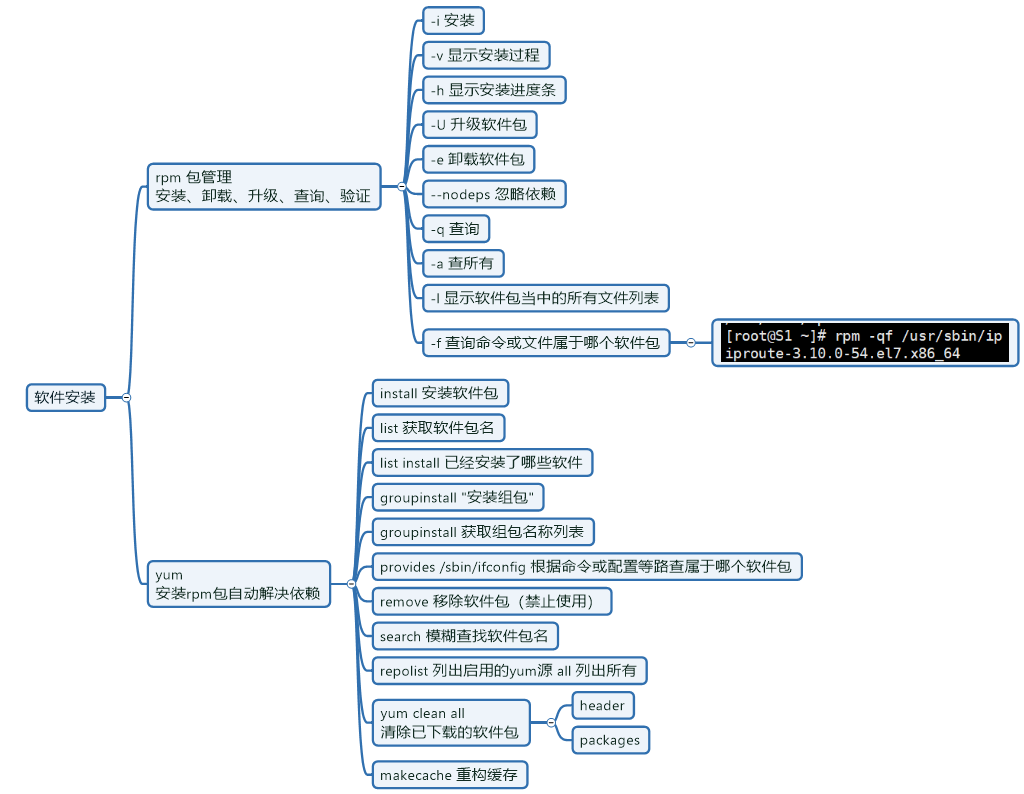 软件安装
rpm 包管理
安装、卸载、升级、查询、验证
-i 安装
-v 显示安装过程
-h 显示安装进度条
-U 升级软件包
-e 卸载软件包
--nodeps 忽略依赖
-q 查询
-a 查所有
-l 显示软件包当中的所有文件列表
-f 查询命令或文件属于哪个软件包
[root@S1 ~]# rpm -qf /usr/sbin/ip
iproute-3.10.0-54.el7.x86_64
yum
安装rpm包自动解决依赖
install 安装软件包
list 获取软件包名
list install 已经安装了哪些软件
groupinstall "安装组包"
groupinstall 获取组包名称列表
provides /sbin/ifconfig 根据命令或配置等路查属于哪个软件包
remove 移除软件包（禁止使用）
search 模糊查找软件包名
repolist 列出启用的yum源 all 列出所有
yum clean all
清除已下载的软件包
header
packages
makecache 重构缓存